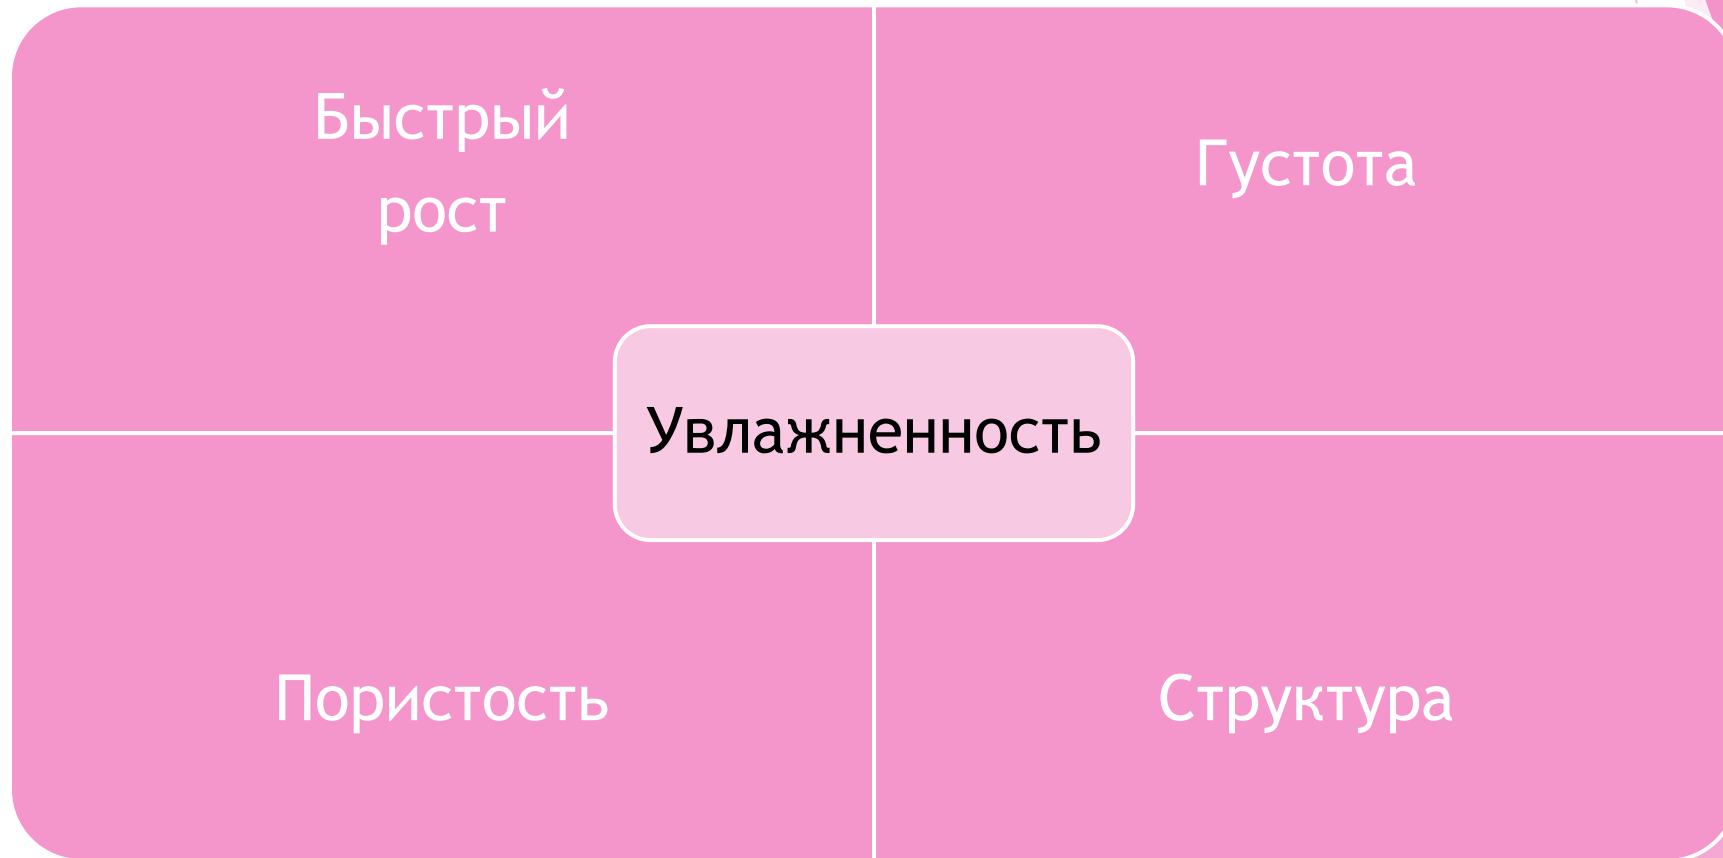 Быстрый
рост
Густота
Увлажненность
Пористость
Структура